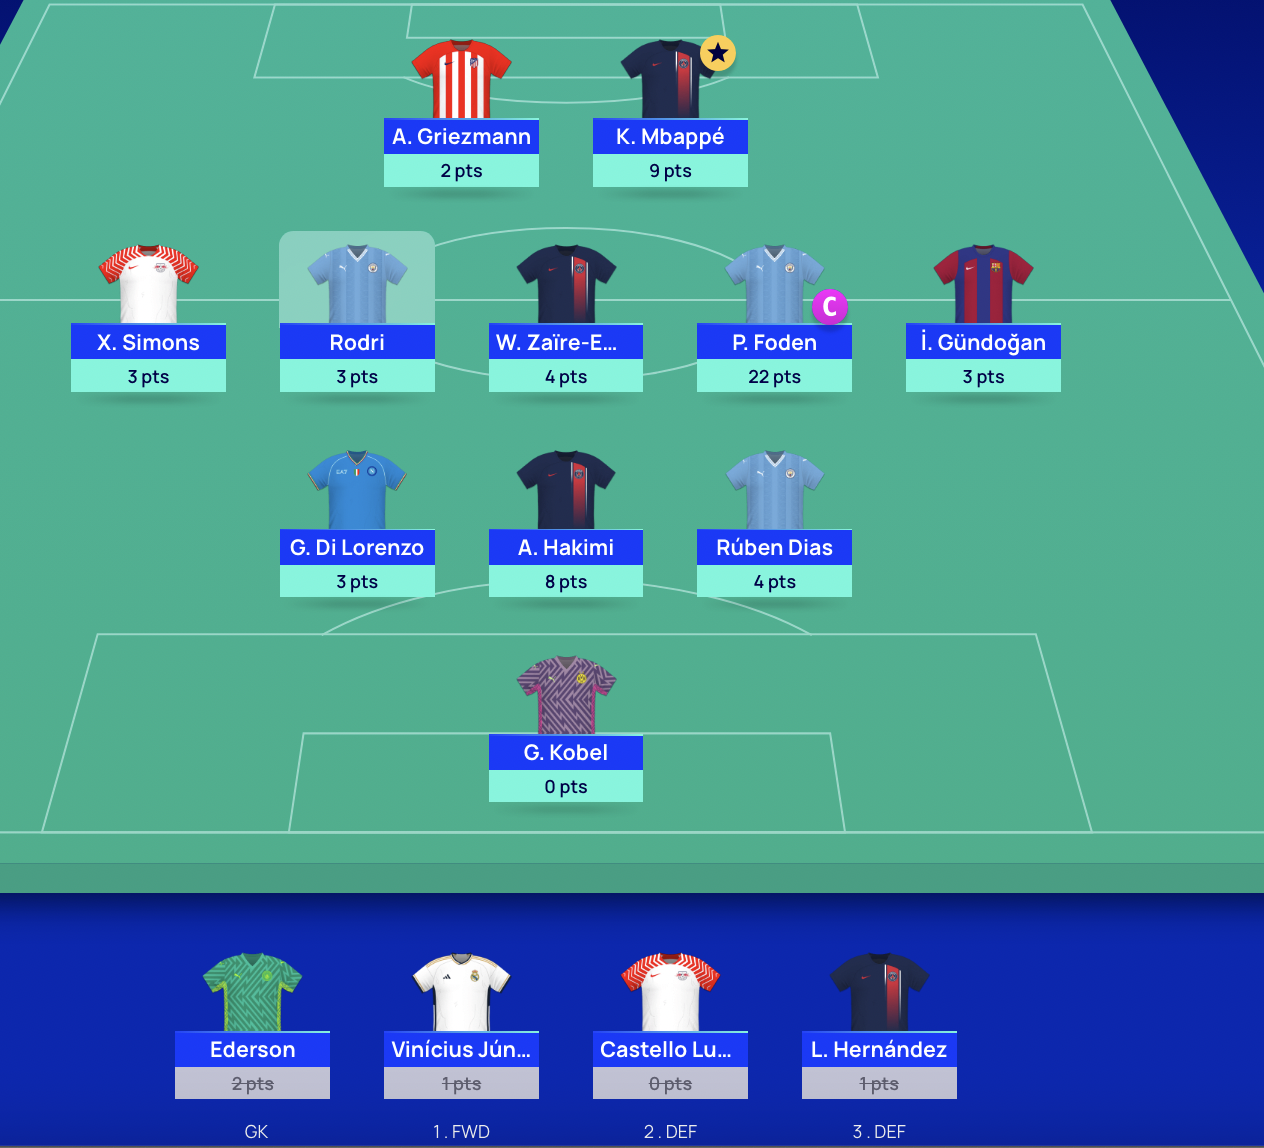 A. Griezmann
2 pts
K. Mbappé
9 pts
X. Simons
3 pts
Rodri
3 pts
W. Zaïre-E...
4 pts
C
P. Foden
22 pts
İ. Gündoğan
3 pts
G. Di Lorenzo
3 pts
A. Hakimi
8 pts
Rúben Dias
4 pts
G. Kobel
0 pts
Ederson
2 pts
GK
Vinícius Jún...
1 pts
1 . FWD
Castello Lu...
0 pts
2 . DEF
L. Hernández
1 pts
3 . DEF